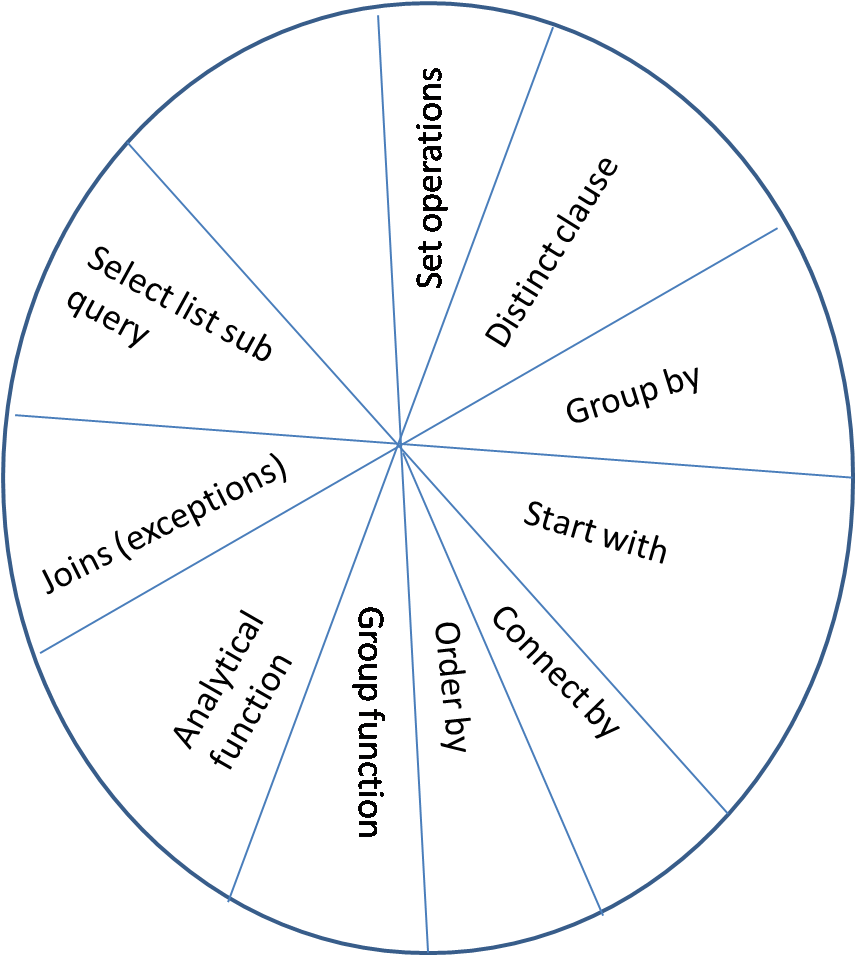 Set operations
Distinct clause
Group by
Start with
Connect by
Order by
Group function
Analytical
function
Joins (exceptions)
Select list sub
query